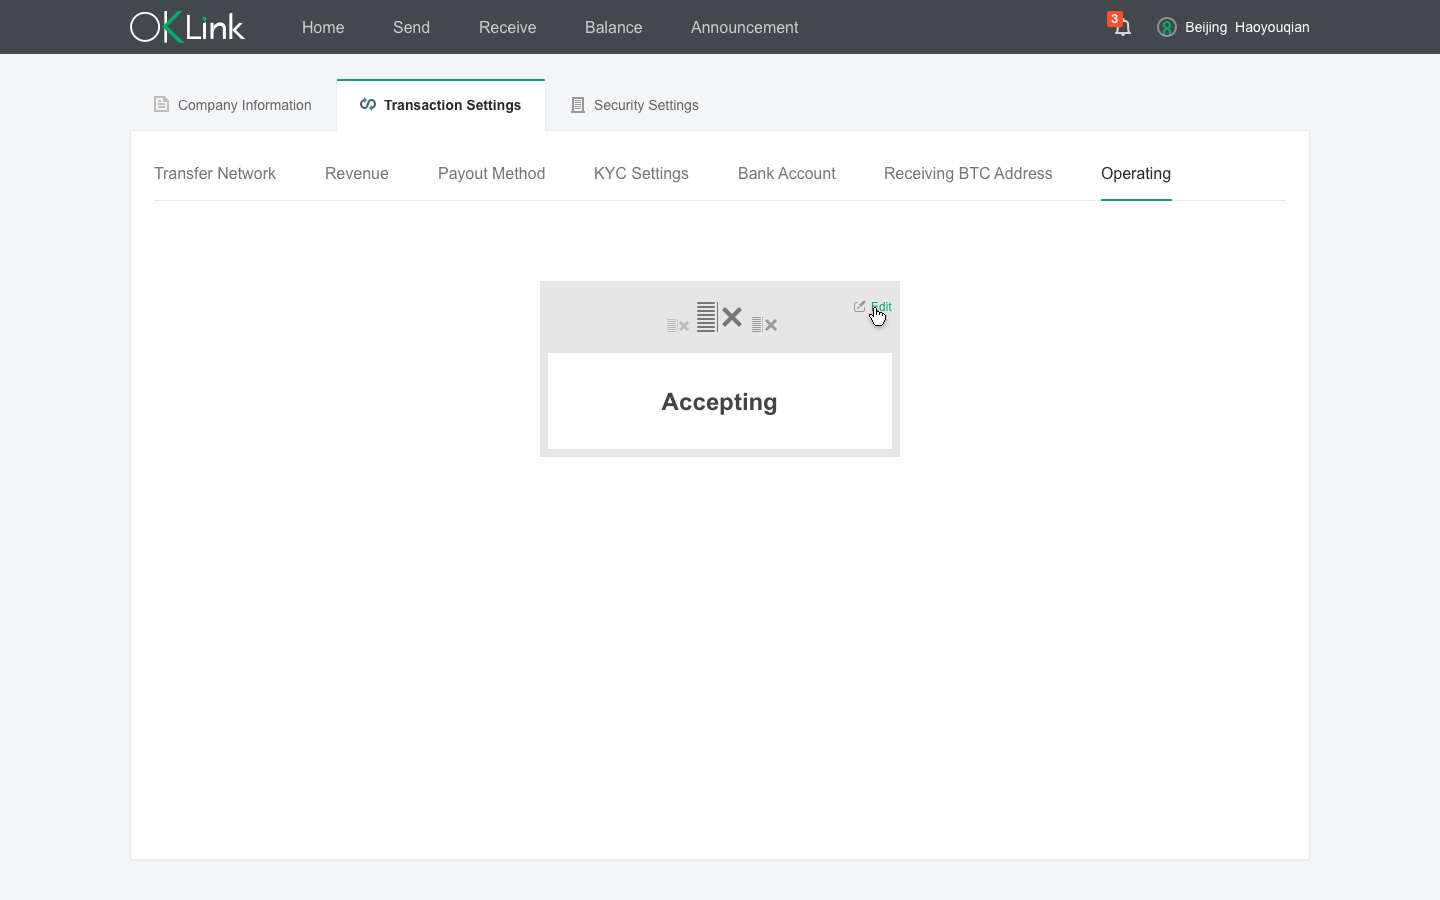 OKLink Home Send Receive Balance Announcement 3 Beijing Haoyouqian
Company Information Transaction Settings Security Settings
Transfer Network Revenue Payout Method KYC Settings Bank Account Receiving BTC Address Operating
Edit
Accepting